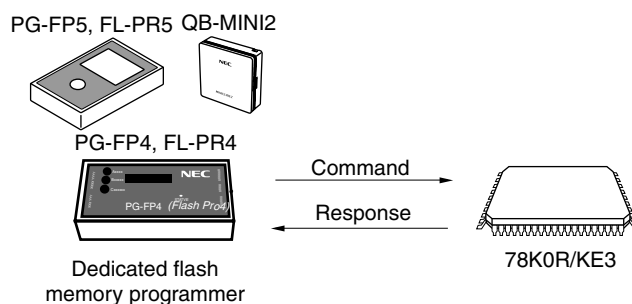 PG-FP5, FL-PR5
QB-MINI2
NEC
PG-FP4, FL-PR4
NEC
PG-FP4 (Flash Pro4)
Command
Response
Dedicated flash
memory programmer
78K0R/KE3